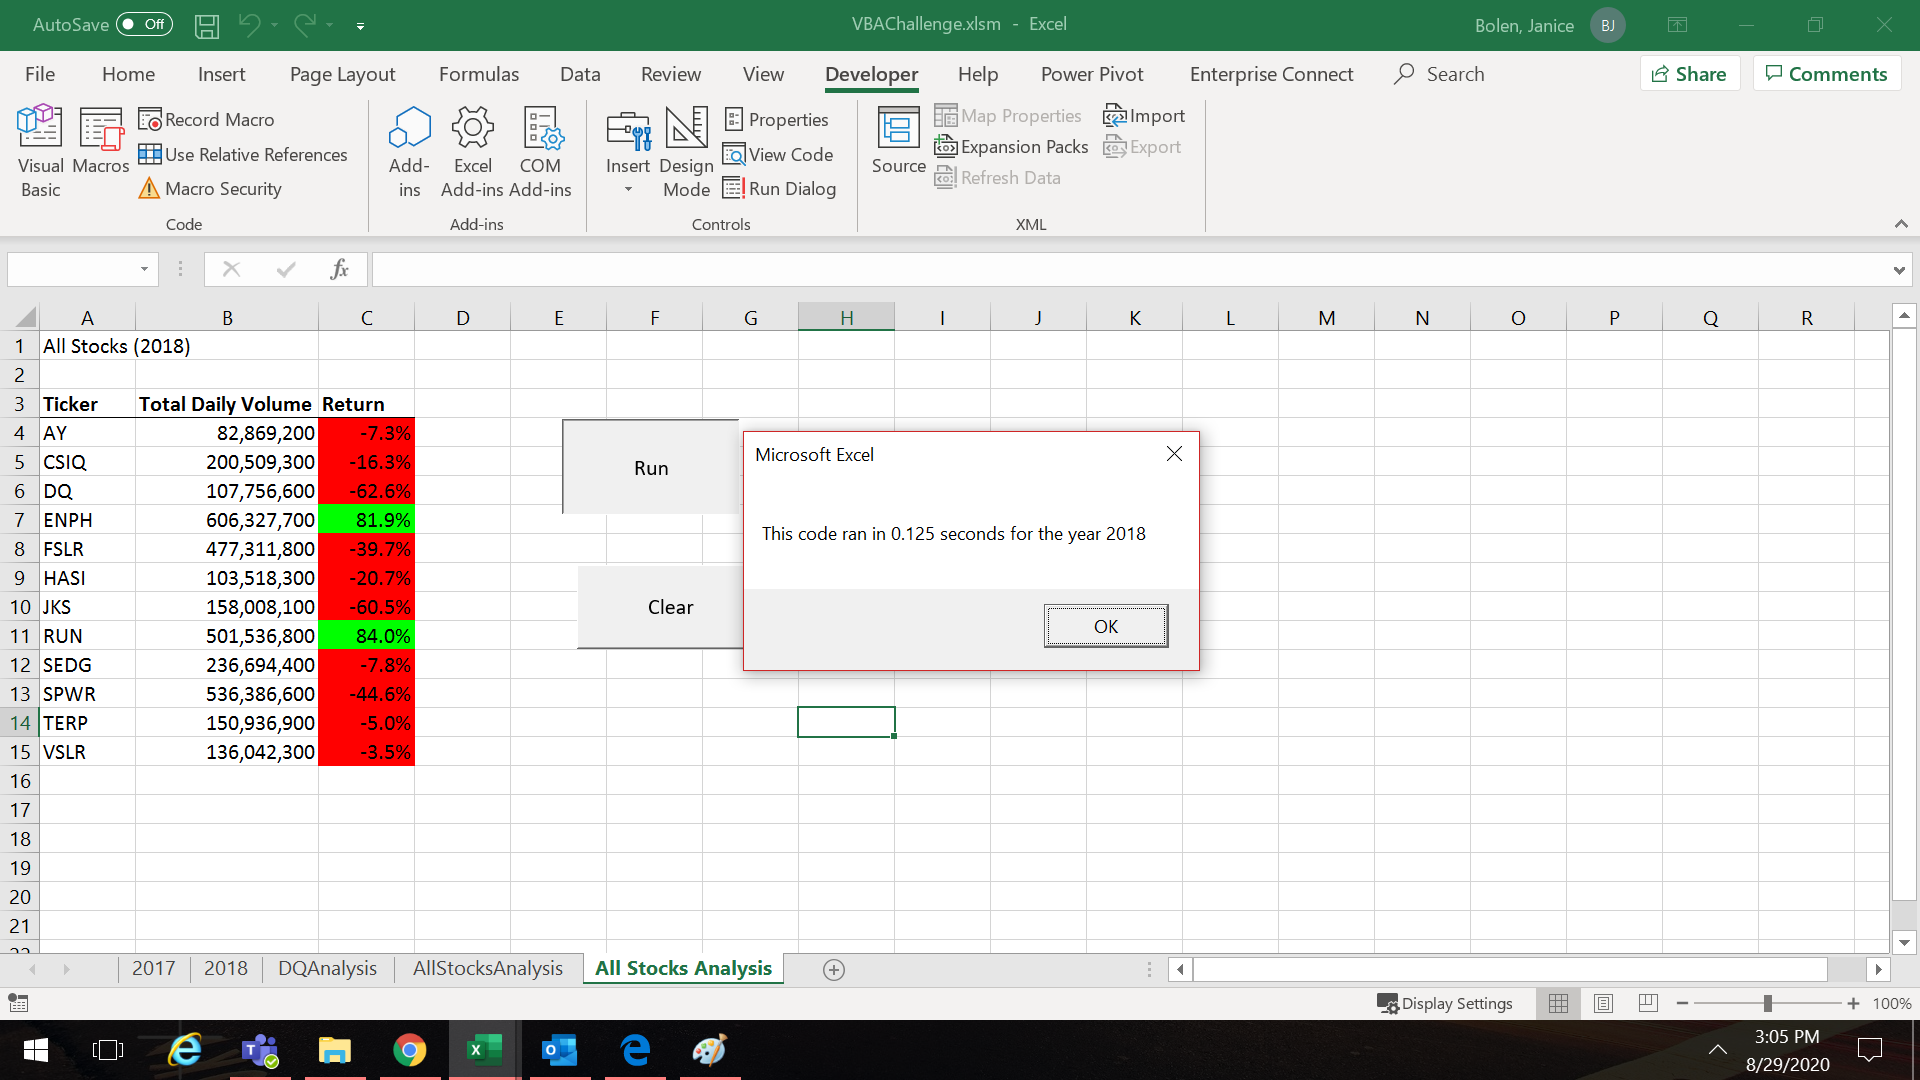 AutoSave Off VBAChallenge.xlsm - Excel Bolen, Janice BJ
File Home Insert Page Layout Formulas Data Review View Developer Help Power Pivot Enterprise Connect Search Share Comments
Visual Basic
Macros
Record Macro
Use Relative References
Macro Security
Code
Add-ins
Excel Add-ins
COM Add-ins
Add-ins
Insert
Design Mode
Properties
View Code
Run Dialog
Controls
Source
Map Properties
Expansion Packs
Refresh Data
Import
Export
XML
fx
A B C D E F G H I J K L M N O P Q R
1 All Stocks (2018)
2
3 Ticker Total Daily Volume Return
4 AY 82,869,200 -7.3%
5 CSIQ 200,509,300 -16.3%
6 DQ 107,756,600 -62.6%
7 ENPH 606,327,700 81.9%
8 FSLR 477,311,800 -39.7%
9 HASI 103,518,300 -20.7%
10 JKS 158,008,100 -60.5%
11 RUN 501,536,800 84.0%
12 SEDG 236,694,400 -7.8%
13 SPWR 536,386,600 -44.6%
14 TERP 150,936,900 -5.0%
15 VSLR 136,042,300 -3.5%
16
17
18
19
20
21
22
Run
Clear
Microsoft Excel
This code ran in 0.125 seconds for the year 2018
OK
2017 2018 DQAnalysis AllStocksAnalysis All Stocks Analysis
Display Settings 100%
3:05 PM
8/29/2020